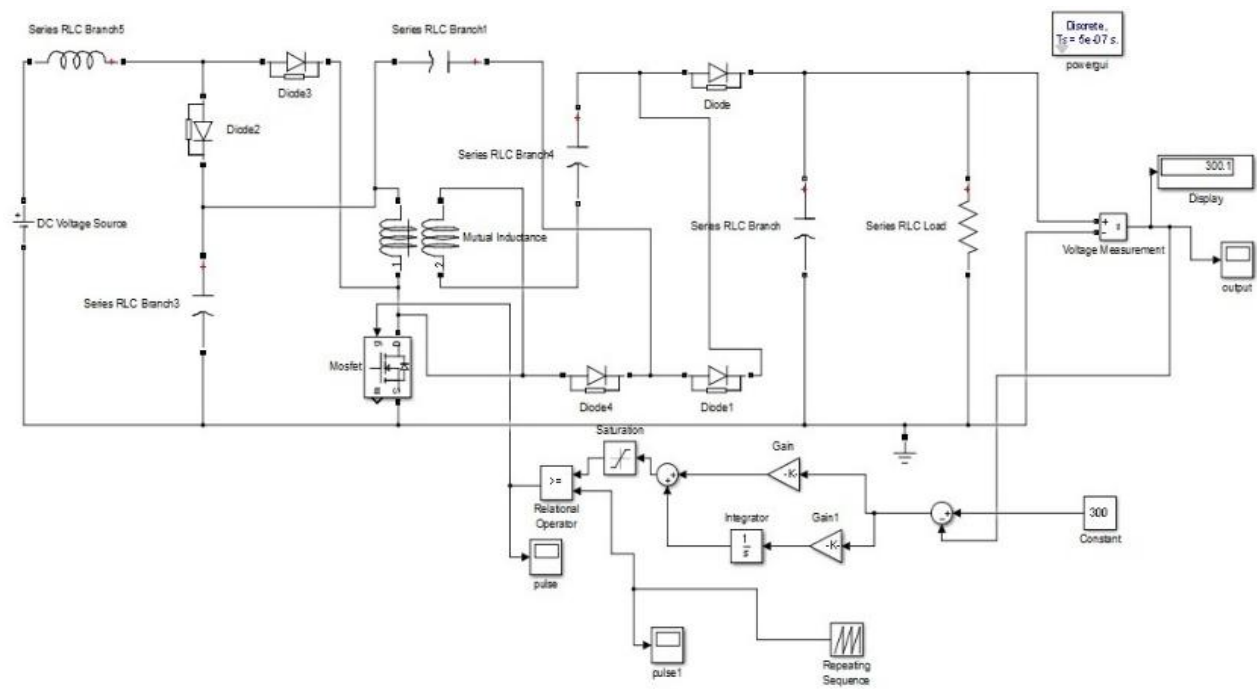 Series RLC Branch5
Series RLC Branch1
Discrete,
Ts = 5e-07 s.
powergui
Diode3
Diode
Diode2
Series RLC Branch4
300.1
Display
DC Voltage Source
Mutual Inductance
Series RLC Branch
Series RLC Load
Voltage Measurement
output
1
2
Series RLC Branch3
Mosfet
g
D
m
S
Diode4
Diode1
Saturation
Gain
-K-
>=
Relational
Operator
Integrator
1
s
Gain1
-K-
300
Constant
pulse
pulse1
Repeating
Sequence